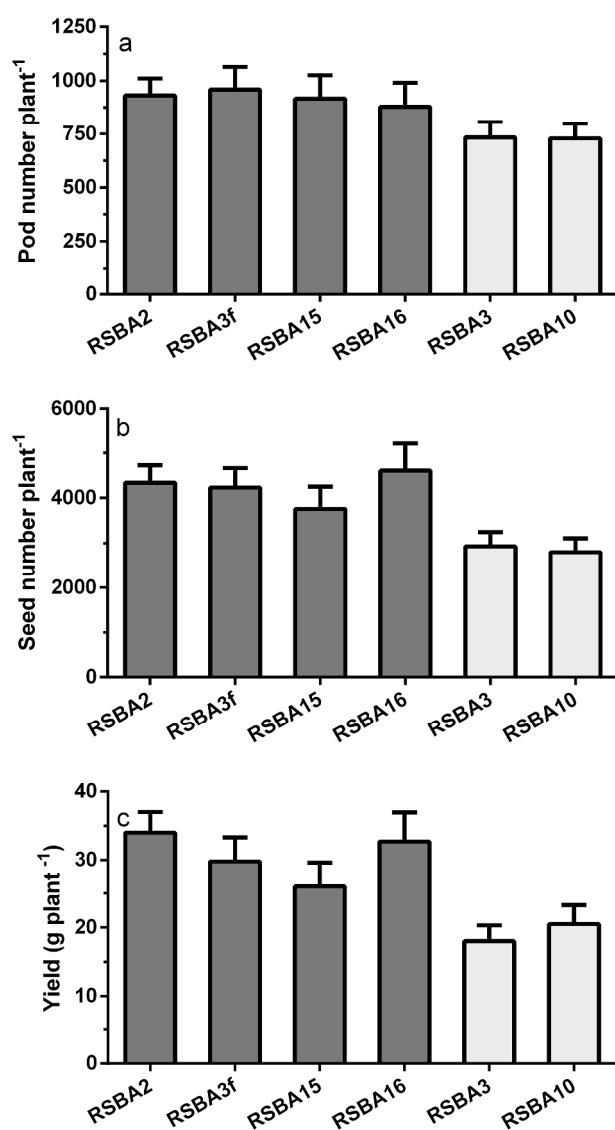 a
Pod number plant-1
1250
1000
750
500
250
0
RSBA2 RSBA3f RSBA15 RSBA16 RSBA3 RSBA10
b
Seed number plant-1
6000
4000
2000
0
RSBA2 RSBA3f RSBA15 RSBA16 RSBA3 RSBA10
c
Yield (g plant -1)
40
30
20
10
0
RSBA2 RSBA3f RSBA15 RSBA16 RSBA3 RSBA10